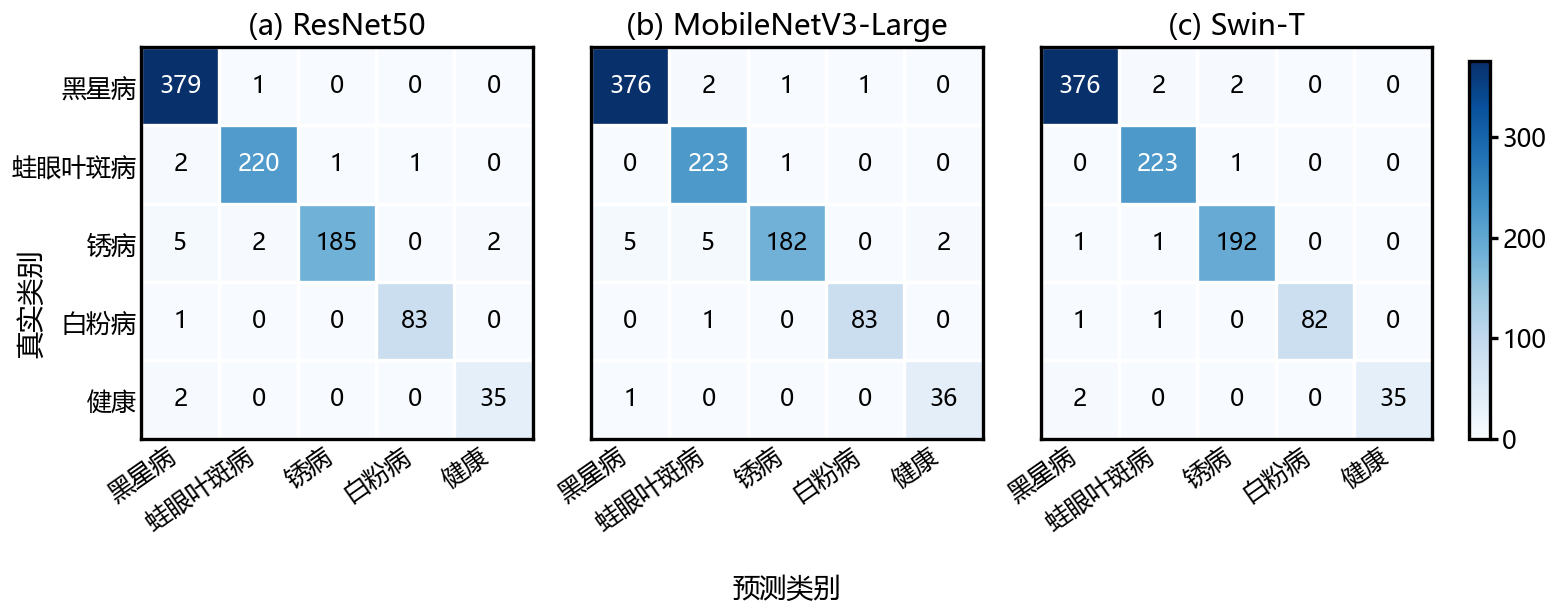 (a) ResNet50 (b) MobileNetV3-Large (c) Swin-T
黑星病 379 1 0 0 0 376 2 1 1 0 376 2 2 0 0
蛙眼叶斑病 2 220 1 1 0 0 223 1 0 0 0 223 1 0 0
锈病 5 2 185 0 2 5 5 182 0 2 1 1 192 0 0
白粉病 1 0 0 83 0 0 1 0 83 0 1 1 0 82 0
健康 2 0 0 0 35 1 0 0 0 36 2 0 0 0 35
真实类别
300
200
100
0
黑星病 蛙眼叶斑病 锈病 白粉病 健康 黑星病 蛙眼叶斑病 锈病 白粉病 健康 黑星病 蛙眼叶斑病 锈病 白粉病 健康
预测类别